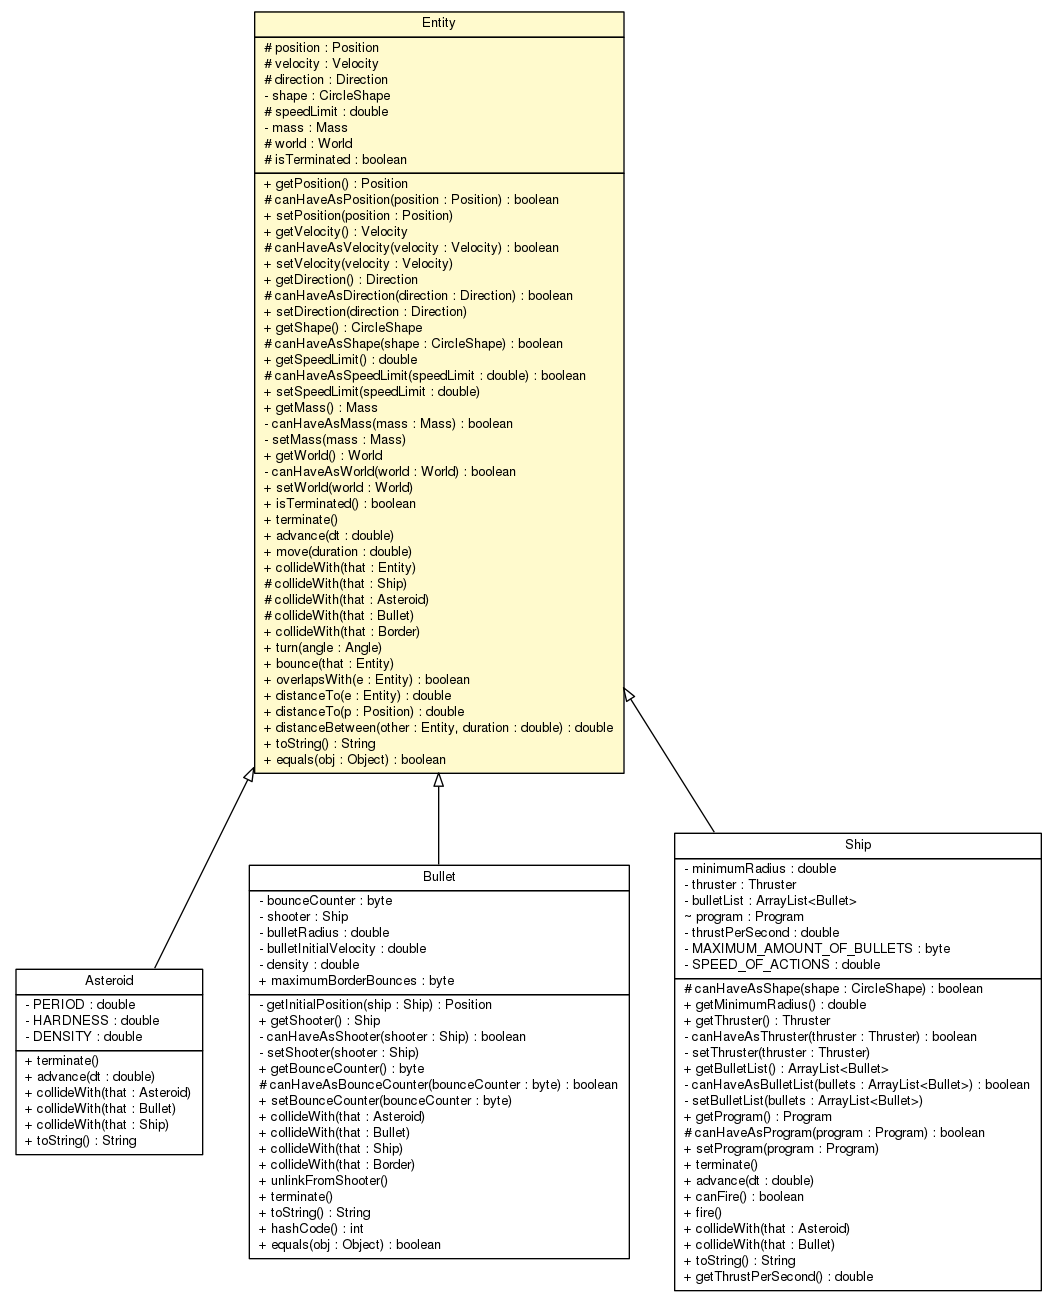 Entity
# position : Position
# velocity : Velocity
# direction : Direction
- shape : CircleShape
# speedLimit : double
- mass : Mass
# world : World
# isTerminated : boolean
+ getPosition() : Position
# canHaveAsPosition(position : Position) : boolean
+ setPosition(position : Position)
+ getVelocity() : Velocity
# canHaveAsVelocity(velocity : Velocity) : boolean
+ setVelocity(velocity : Velocity)
+ getDirection() : Direction
# canHaveAsDirection(direction : Direction) : boolean
+ setDirection(direction : Direction)
+ getShape() : CircleShape
# canHaveAsShape(shape : CircleShape) : boolean
+ getSpeedLimit() : double
# canHaveAsSpeedLimit(speedLimit : double) : boolean
+ setSpeedLimit(speedLimit : double)
+ getMass() : Mass
- canHaveAsMass(mass : Mass) : boolean
- setMass(mass : Mass)
+ getWorld() : World
- canHaveAsWorld(world : World) : boolean
+ setWorld(world : World)
+ isTerminated() : boolean
+ terminate()
+ advance(dt : double)
+ move(duration : double)
+ collideWith(that : Entity)
# collideWith(that : Ship)
# collideWith(that : Asteroid)
# collideWith(that : Bullet)
+ collideWith(that : Border)
+ turn(angle : Angle)
+ bounce(that : Entity)
+ overlapsWith(e : Entity) : boolean
+ distanceTo(e : Entity) : double
+ distanceTo(p : Position) : double
+ distanceBetween(other : Entity, duration : double) : double
+ toString() : String
+ equals(obj : Object) : boolean
Asteroid
- PERIOD : double
- HARDNESS : double
- DENSITY : double
+ terminate()
+ advance(dt : double)
+ collideWith(that : Asteroid)
+ collideWith(that : Bullet)
+ collideWith(that : Ship)
+ toString() : String
Bullet
- bounceCounter : byte
- shooter : Ship
- bulletRadius : double
- bulletInitialVelocity : double
- density : double
+ maximumBorderBounces : byte
- getInitialPosition(ship : Ship) : Position
+ getShooter() : Ship
- canHaveAsShooter(shooter : Ship) : boolean
- setShooter(shooter : Ship)
+ getBounceCounter() : byte
# canHaveAsBounceCounter(bounceCounter : byte) : boolean
+ setBounceCounter(bounceCounter : byte)
+ collideWith(that : Asteroid)
+ collideWith(that : Bullet)
+ collideWith(that : Ship)
+ collideWith(that : Border)
+ unlinkFromShooter()
+ terminate()
+ toString() : String
+ hashCode() : int
+ equals(obj : Object) : boolean
Ship
- minimumRadius : double
- thruster : Thruster
- bulletList : ArrayList<Bullet>
~ program : Program
- thrustPerSecond : double
- MAXIMUM_AMOUNT_OF_BULLETS : byte
- SPEED_OF_ACTIONS : double
# canHaveAsShape(shape : CircleShape) : boolean
+ getMinimumRadius() : double
+ getThruster() : Thruster
- canHaveAsThruster(thruster : Thruster) : boolean
- setThruster(thruster : Thruster)
+ getBulletList() : ArrayList<Bullet>
- canHaveAsBulletList(bullets : ArrayList<Bullet>) : boolean
- setBulletList(bullets : ArrayList<Bullet>)
+ getProgram() : Program
# canHaveAsProgram(program : Program) : boolean
+ setProgram(program : Program)
+ terminate()
+ advance(dt : double)
+ canFire() : boolean
+ fire()
+ collideWith(that : Asteroid)
+ collideWith(that : Bullet)
+ toString() : String
+ getThrustPerSecond() : double